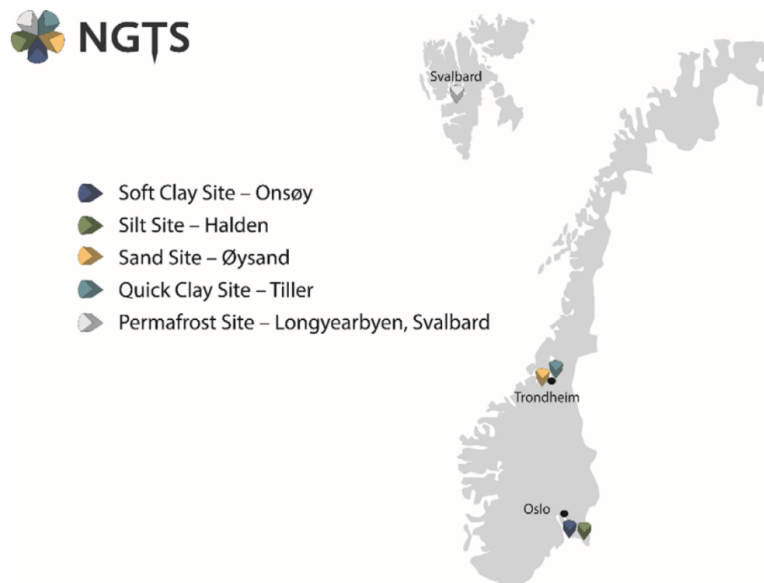 NGTS
Svalbard
Soft Clay Site – Onsøy
Silt Site – Halden
Sand Site – Øysand
Quick Clay Site – Tiller
Permafrost Site – Longyearbyen, Svalbard
Trondheim
Oslo